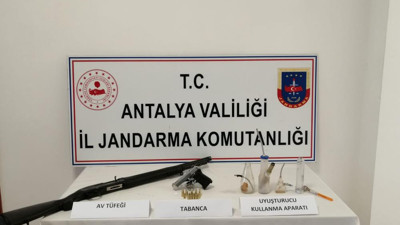 T.C.
ANTALYA VALİLİĞİ
İL JANDARMA KOMUTANLIĞI
AV TÜFEĞİ
TABANCA
UYUŞTURUCU
KULLANMA APARATI